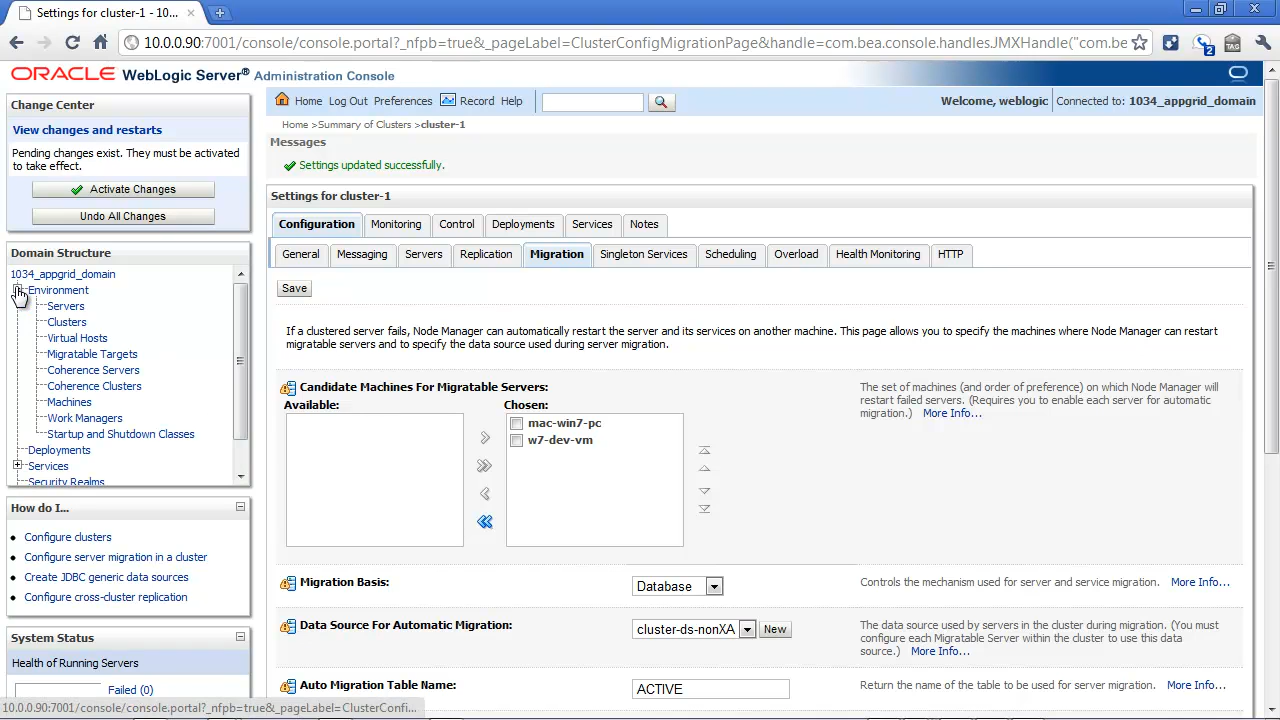 Settings for cluster-1 - 10...
10.0.0.90:7001/console/console.portal?_nfpb=true&_pageLabel=ClusterConfigMigrationPage&handle=com.bea.console.handles.JMXHandle("com.be
2
TAG
ORACLE WebLogic Server® Administration Console
Change Center
View changes and restarts
Pending changes exist. They must be activated
to take effect.
Activate Changes
Undo All Changes
Domain Structure
1034_appgrid_domain
Environment
Servers
Clusters
Virtual Hosts
Migratable Targets
Coherence Servers
Coherence Clusters
Machines
Work Managers
Startup and Shutdown Classes
Deployments
Services
Security Realms
How do I...
Configure clusters
Configure server migration in a cluster
Create JDBC generic data sources
Configure cross-cluster replication
System Status
Health of Running Servers
Failed (0)
Home Log Out Preferences Record Help
Welcome, weblogic Connected to: 1034_appgrid_domain
Home >Summary of Clusters >cluster-1
Messages
Settings updated successfully.
Settings for cluster-1
Configuration Monitoring Control Deployments Services Notes
General Messaging Servers Replication Migration Singleton Services Scheduling Overload Health Monitoring HTTP
Save
If a clustered server fails, Node Manager can automatically restart the server and its services on another machine. This page allows you to specify the machines where Node Manager can restart
migratable servers and to specify the data source used during server migration.
Candidate Machines For Migratable Servers:
Available: Chosen:
mac-win7-pc
w7-dev-vm
The set of machines (and order of preference) on which Node Manager will
restart failed servers. (Requires you to enable each server for automatic
migration.) More Info...
Migration Basis: Database Controls the mechanism used for server and service migration. More Info...
Data Source For Automatic Migration: cluster-ds-nonXA New
The data source used by servers in the cluster during migration. (You must
configure each Migratable Server within the cluster to use this data
source.) More Info...
Auto Migration Table Name: ACTIVE Return the name of the table to be used for server migration. More Info...
10.0.0.90:7001/console/console.portal?_nfpb=true&_pageLabel=ClusterConfi...